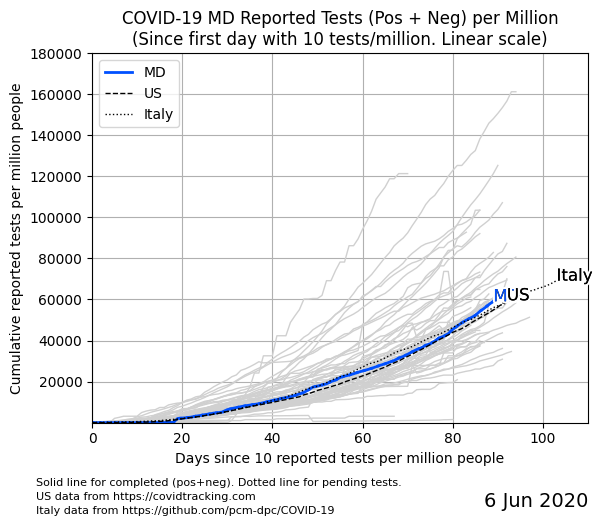 COVID-19 MD Reported Tests (Pos + Neg) per Million
(Since first day with 10 tests/million. Linear scale)
180000
160000
140000
120000
100000
80000
60000
40000
20000
Cumulative reported tests per million people
MD
US
Italy
Italy
MUS
0 20 40 60 80 100
Days since 10 reported tests per million people
Solid line for completed (pos+neg). Dotted line for pending tests.
US data from https://covidtracking.com
Italy data from https://github.com/pcm-dpc/COVID-19
6 Jun 2020